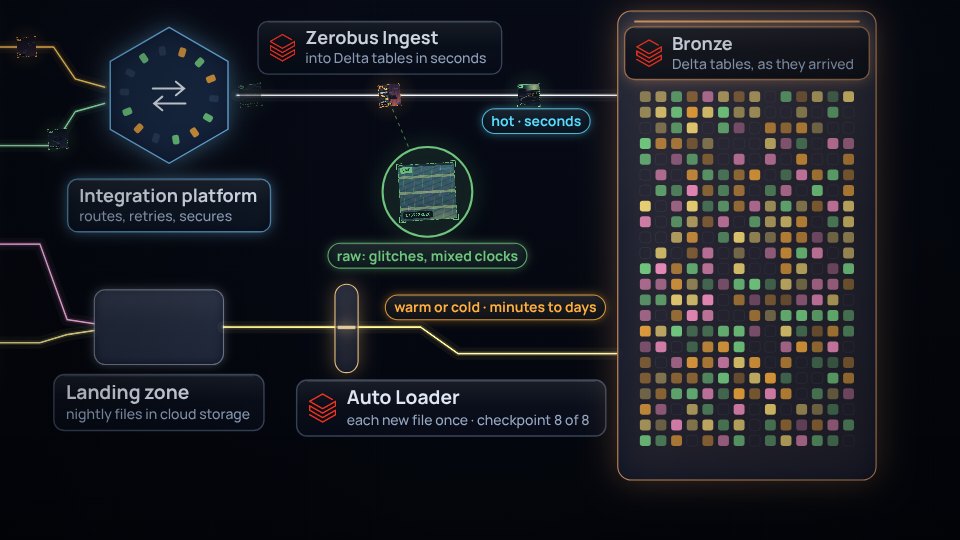 Zerobus Ingest
into Delta tables in seconds
Bronze
Delta tables, as they arrived
hot · seconds
Integration platform
routes, retries, secures
raw: glitches, mixed clocks
warm or cold · minutes to days
Landing zone
nightly files in cloud storage
Auto Loader
each new file once · checkpoint 8 of 8